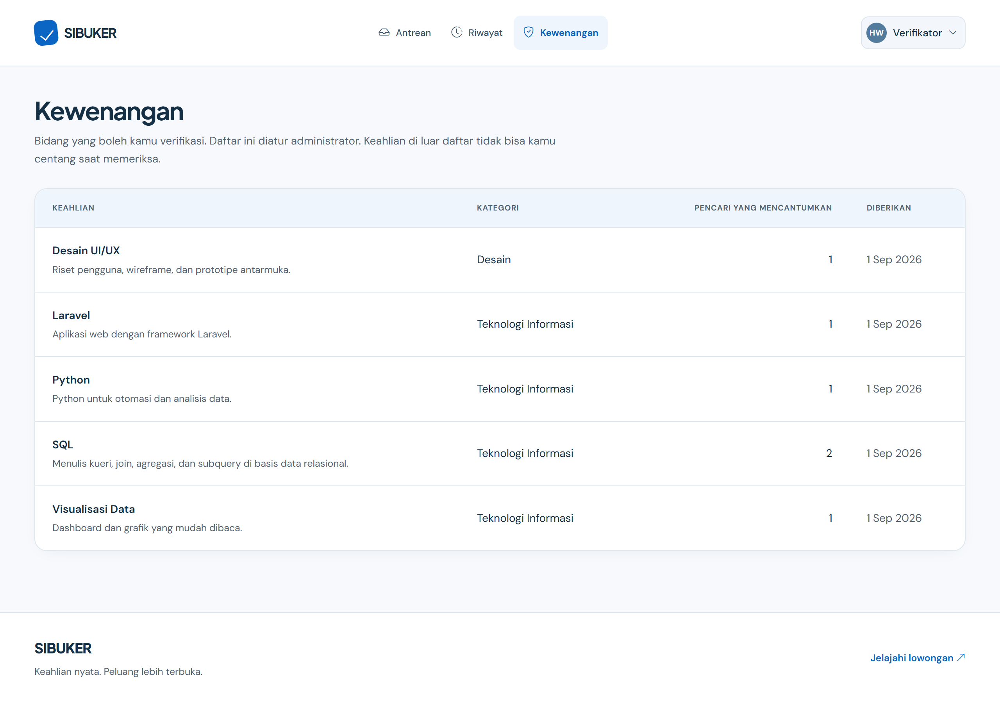 SIBUKER
Antrean
Riwayat
Kewenangan
HW
Verifikator
Kewenangan
Bidang yang boleh kamu verifikasi. Daftar ini diatur administrator. Keahlian di luar daftar tidak bisa kamu
centang saat memeriksa.
KEAHLIAN
KATEGORI
PENCARI YANG MENCANTUMKAN
DIBERIKAN
Desain UI/UX
Riset pengguna, wireframe, dan prototipe antarmuka.
Desain
1
1 Sep 2026
Laravel
Aplikasi web dengan framework Laravel.
Teknologi Informasi
1
1 Sep 2026
Python
Python untuk otomasi dan analisis data.
Teknologi Informasi
1
1 Sep 2026
SQL
Menulis kueri, join, agregasi, dan subquery di basis data relasional.
Teknologi Informasi
2
1 Sep 2026
Visualisasi Data
Dashboard dan grafik yang mudah dibaca.
Teknologi Informasi
1
1 Sep 2026
SIBUKER
Keahlian nyata. Peluang lebih terbuka.
Jelajahi lowongan